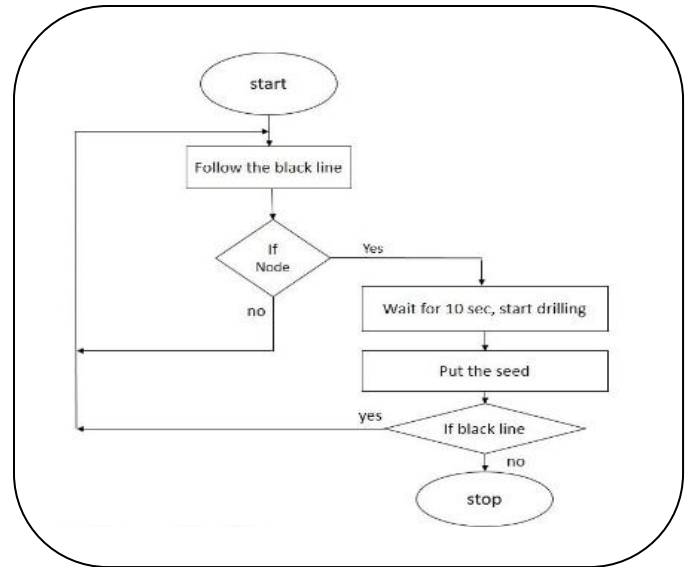 start
Follow the black line
If
Node
Yes
no
Wait for 10 sec, start drilling
Put the seed
yes
If black line
no
stop